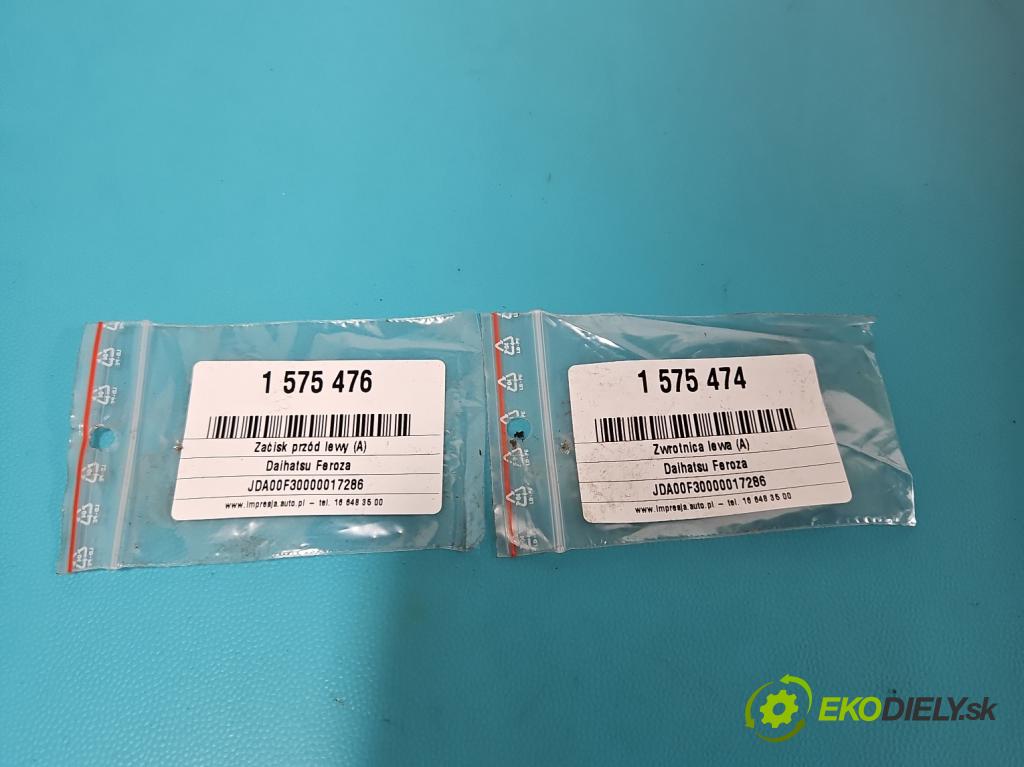 1 575 476
Zacisk przód lewy (A)
Daihatsu Feroza
JDA00F30000017286
www.impresja.auto.pl – tel. 16 648 35 00
1 575 474
Zwrotnica lewa (A)
Daihatsu Feroza
JDA00F30000017286
www.impresja.auto.pl – tel. 16 648 35 00
EKODIELY.sk